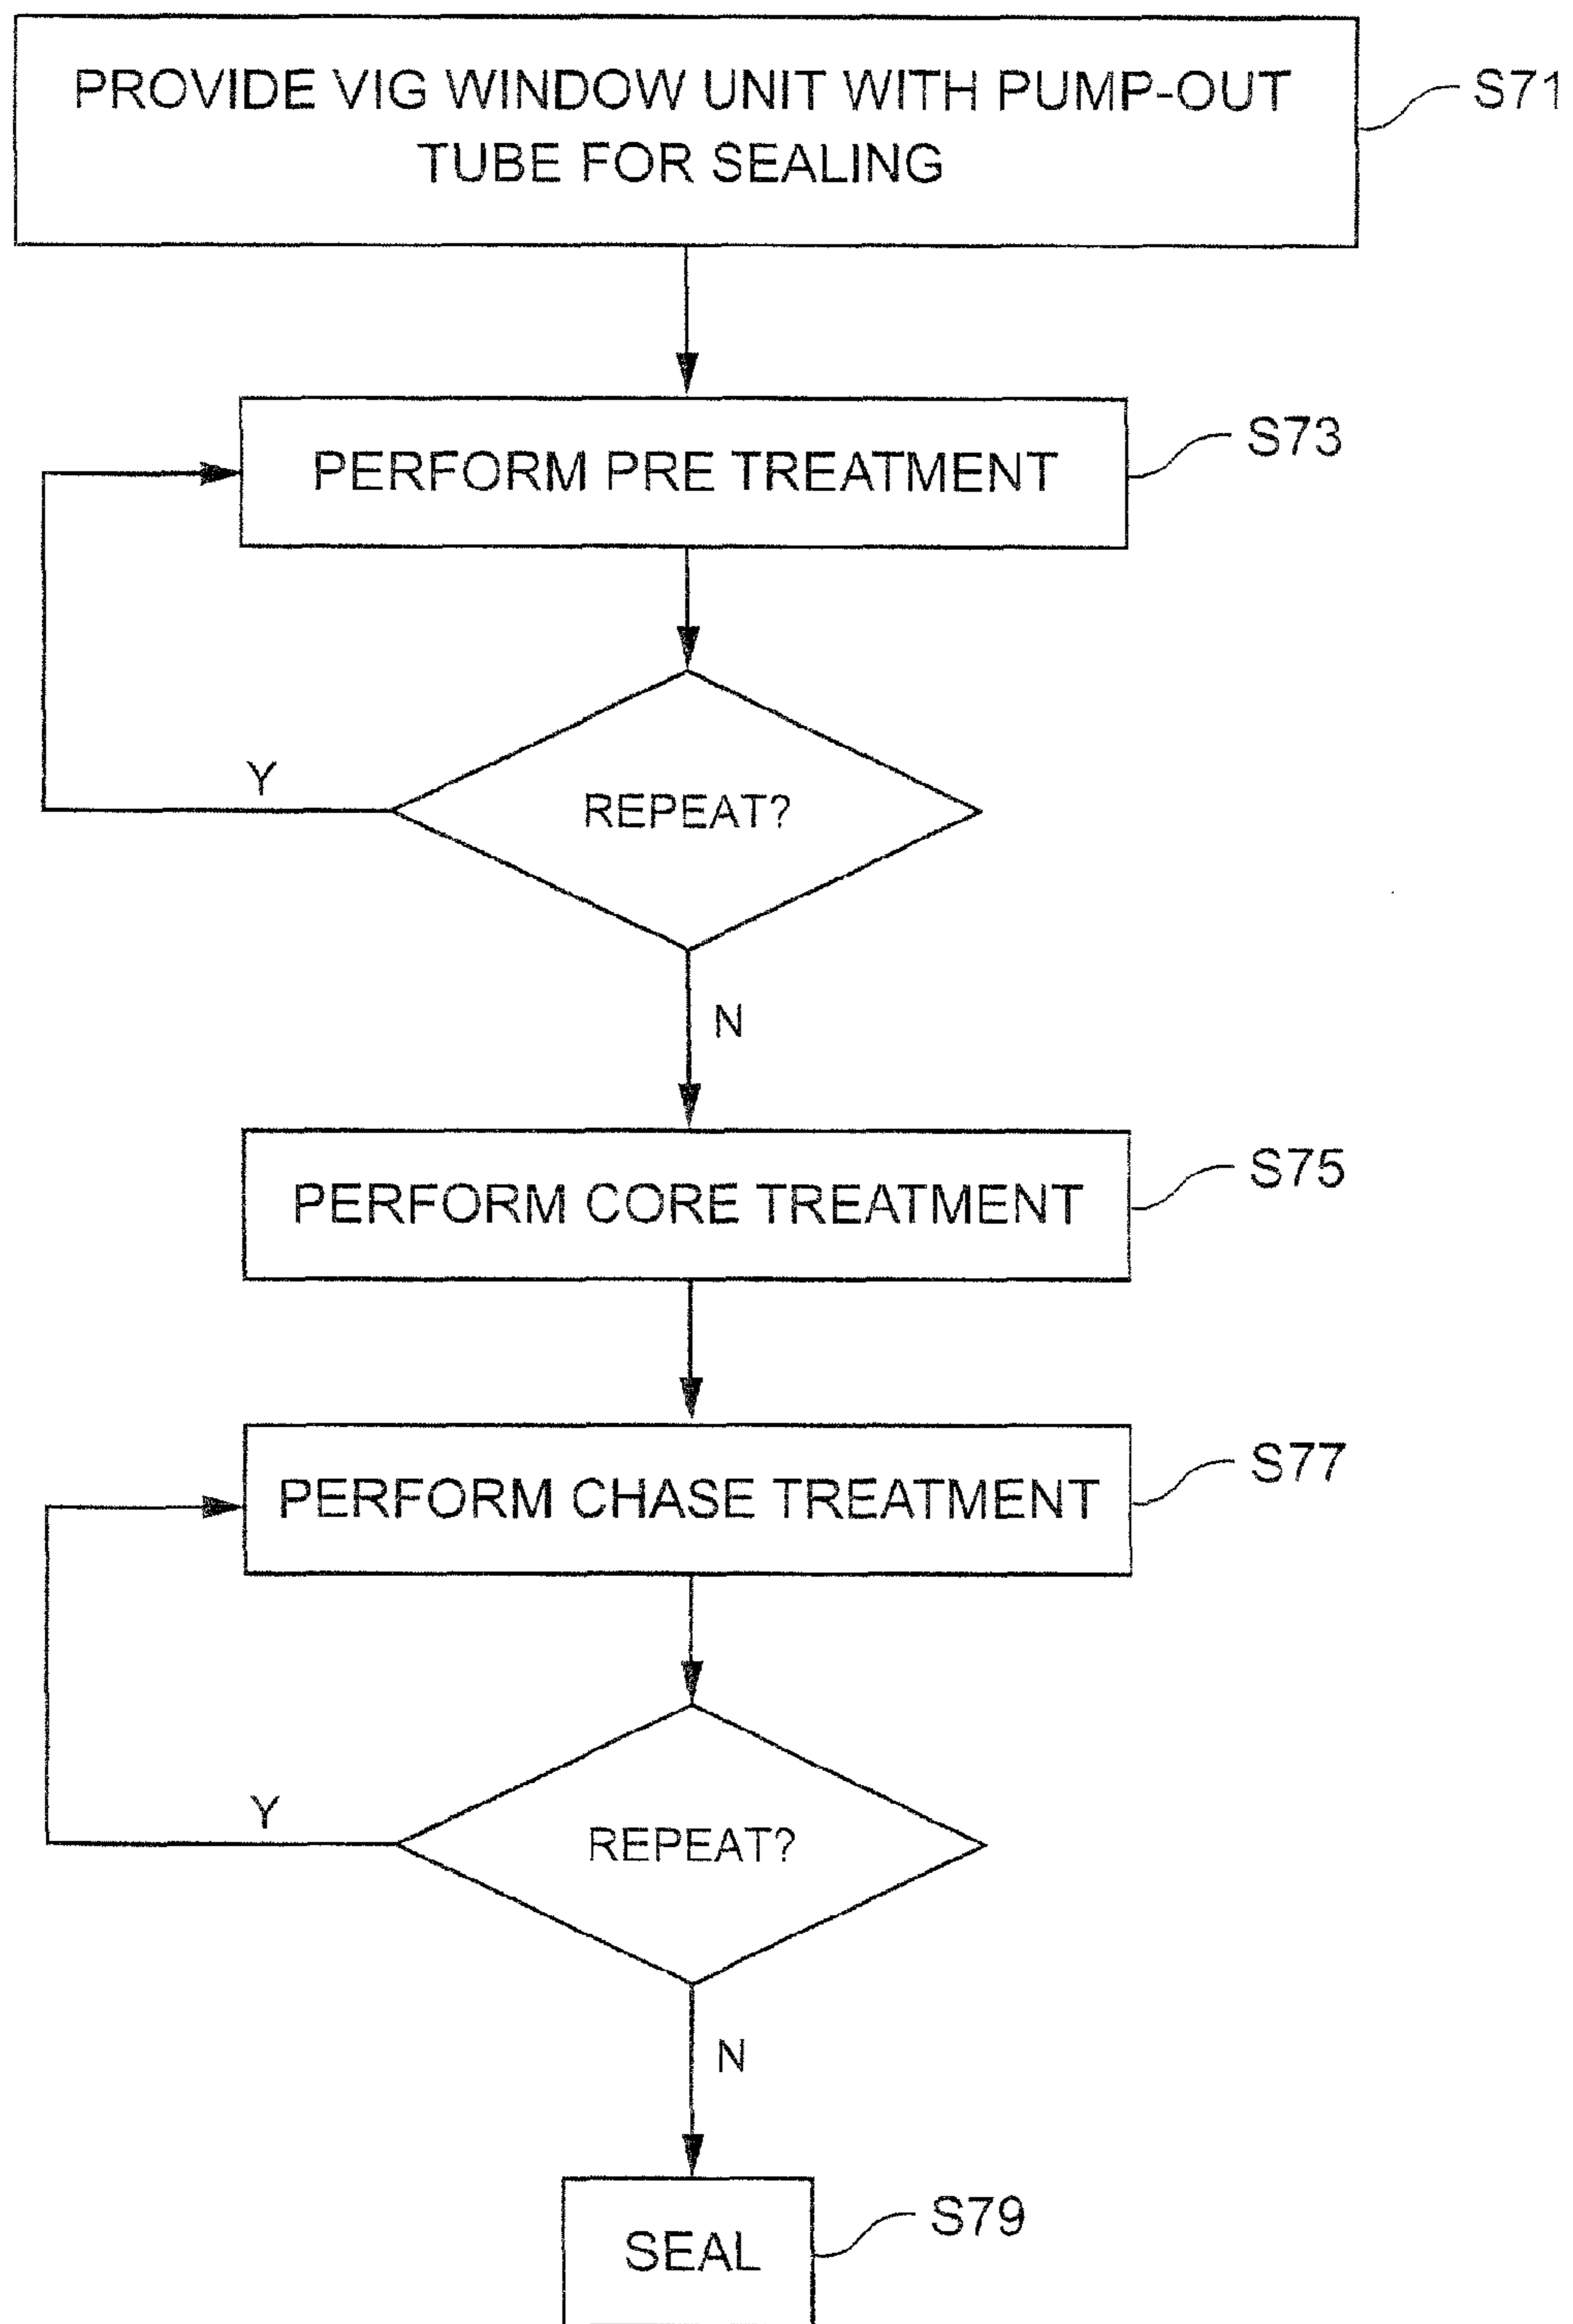 PROVIDE VIG WINDOW UNIT WITH PUMP-OUT
TUBE FOR SEALING
S71
PERFORM PRE TREATMENT
S73
REPEAT?
Y
N
PERFORM CORE TREATMENT
S75
PERFORM CHASE TREATMENT
S77
REPEAT?
Y
N
SEAL
S79